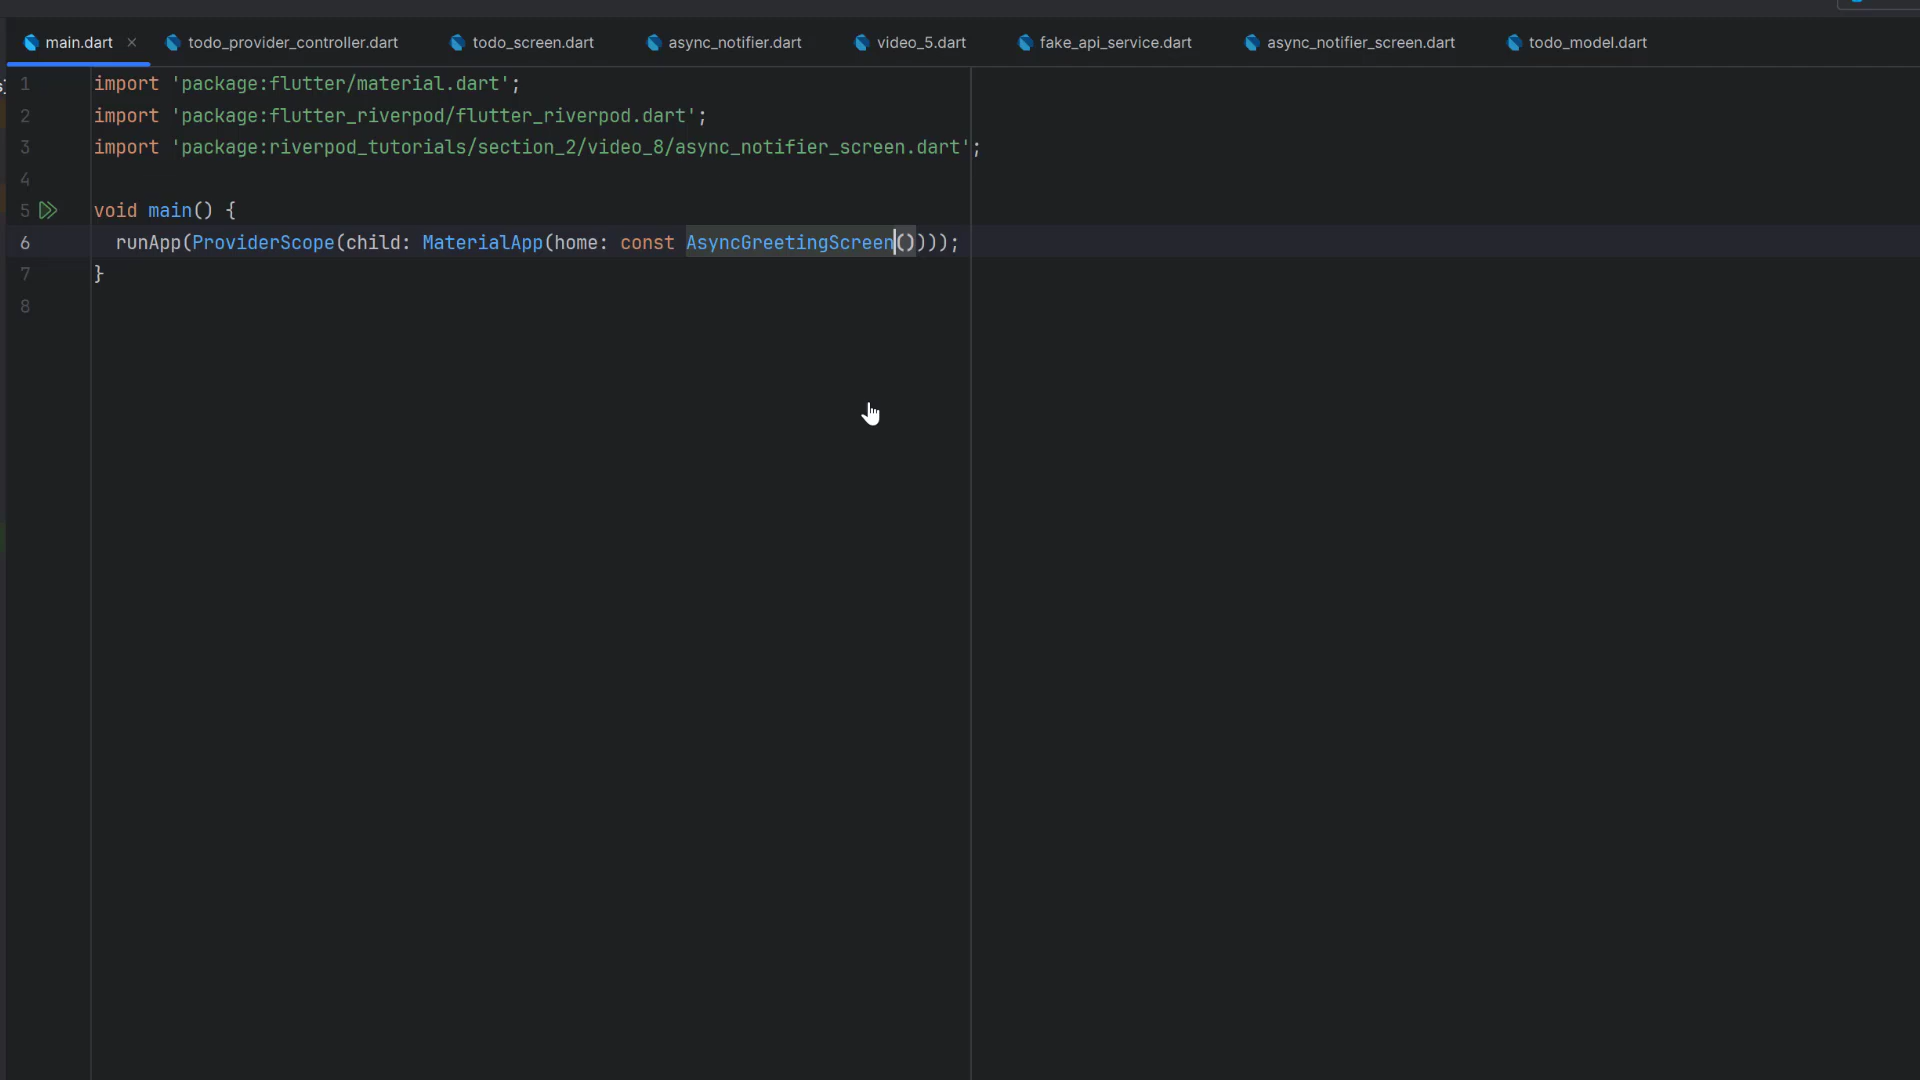 main.dart todo_provider_controller.dart todo_screen.dart async_notifier.dart video_5.dart fake_api_service.dart async_notifier_screen.dart todo_model.dart
1 import 'package:flutter/material.dart';
2 import 'package:flutter_riverpod/flutter_riverpod.dart';
3 import 'package:riverpod_tutorials/section_2/video_8/async_notifier_screen.dart';
4
5 void main() {
6 runApp(ProviderScope(child: MaterialApp(home: const AsyncGreetingScreen())));
7 }
8